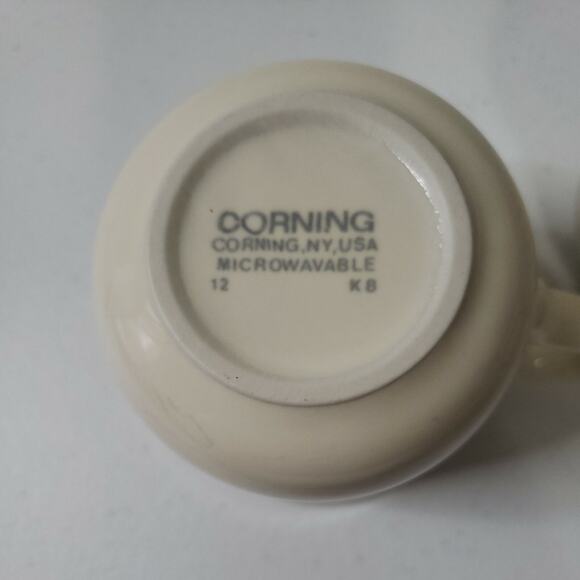 CORNING
CORNING,NY,USA
MICROWAVABLE
12 K8